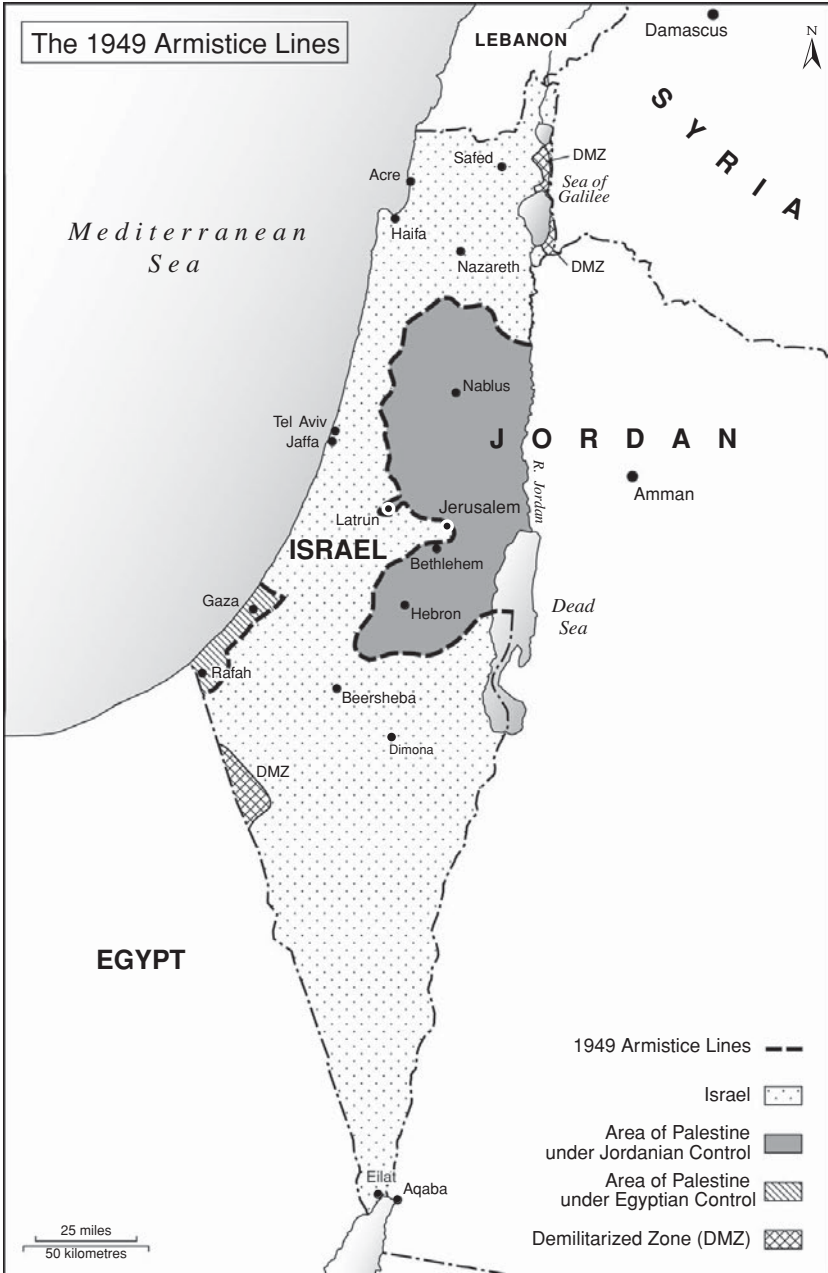 The 1949 Armistice Lines
LEBANON
Damascus
N
SYRIA
Safed
DMZ
Acre
Sea of
Galilee
Haifa
Mediterranean
Sea
Nazareth
DMZ
Nablus
Tel Aviv
Jaffa
JORDAN
R. Jordan
Amman
Latrun
Jerusalem
ISRAEL
Bethlehem
Gaza
Hebron
Dead
Sea
Rafah
Beersheba
Dimona
DMZ
EGYPT
1949 Armistice Lines
Israel
Area of Palestine
under Jordanian Control
Area of Palestine
under Egyptian Control
Demilitarized Zone (DMZ)
Eilat
Aqaba
25 miles
50 kilometres